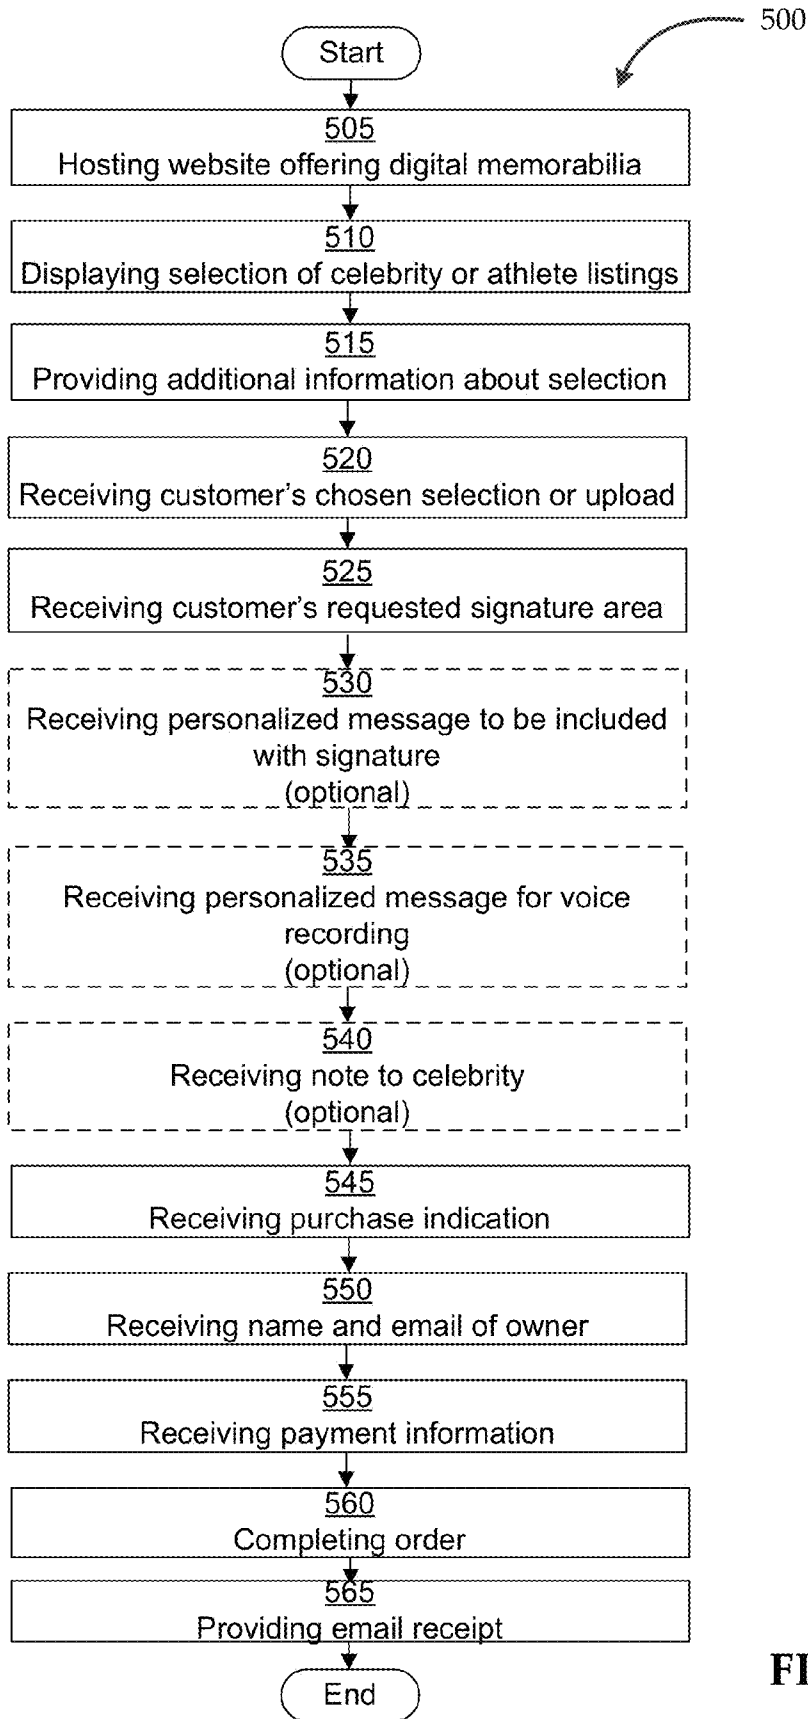 500
Start
505
Hosting website offering digital memorabilia
510
Displaying selection of celebrity or athlete listings
515
Providing additional information about selection
520
Receiving customer's chosen selection or upload
525
Receiving customer's requested signature area
530
Receiving personalized message to be included
with signature
(optional)
535
Receiving personalized message for voice
recording
(optional)
540
Receiving note to celebrity
(optional)
545
Receiving purchase indication
550
Receiving name and email of owner
555
Receiving payment information
560
Completing order
565
Providing email receipt
End